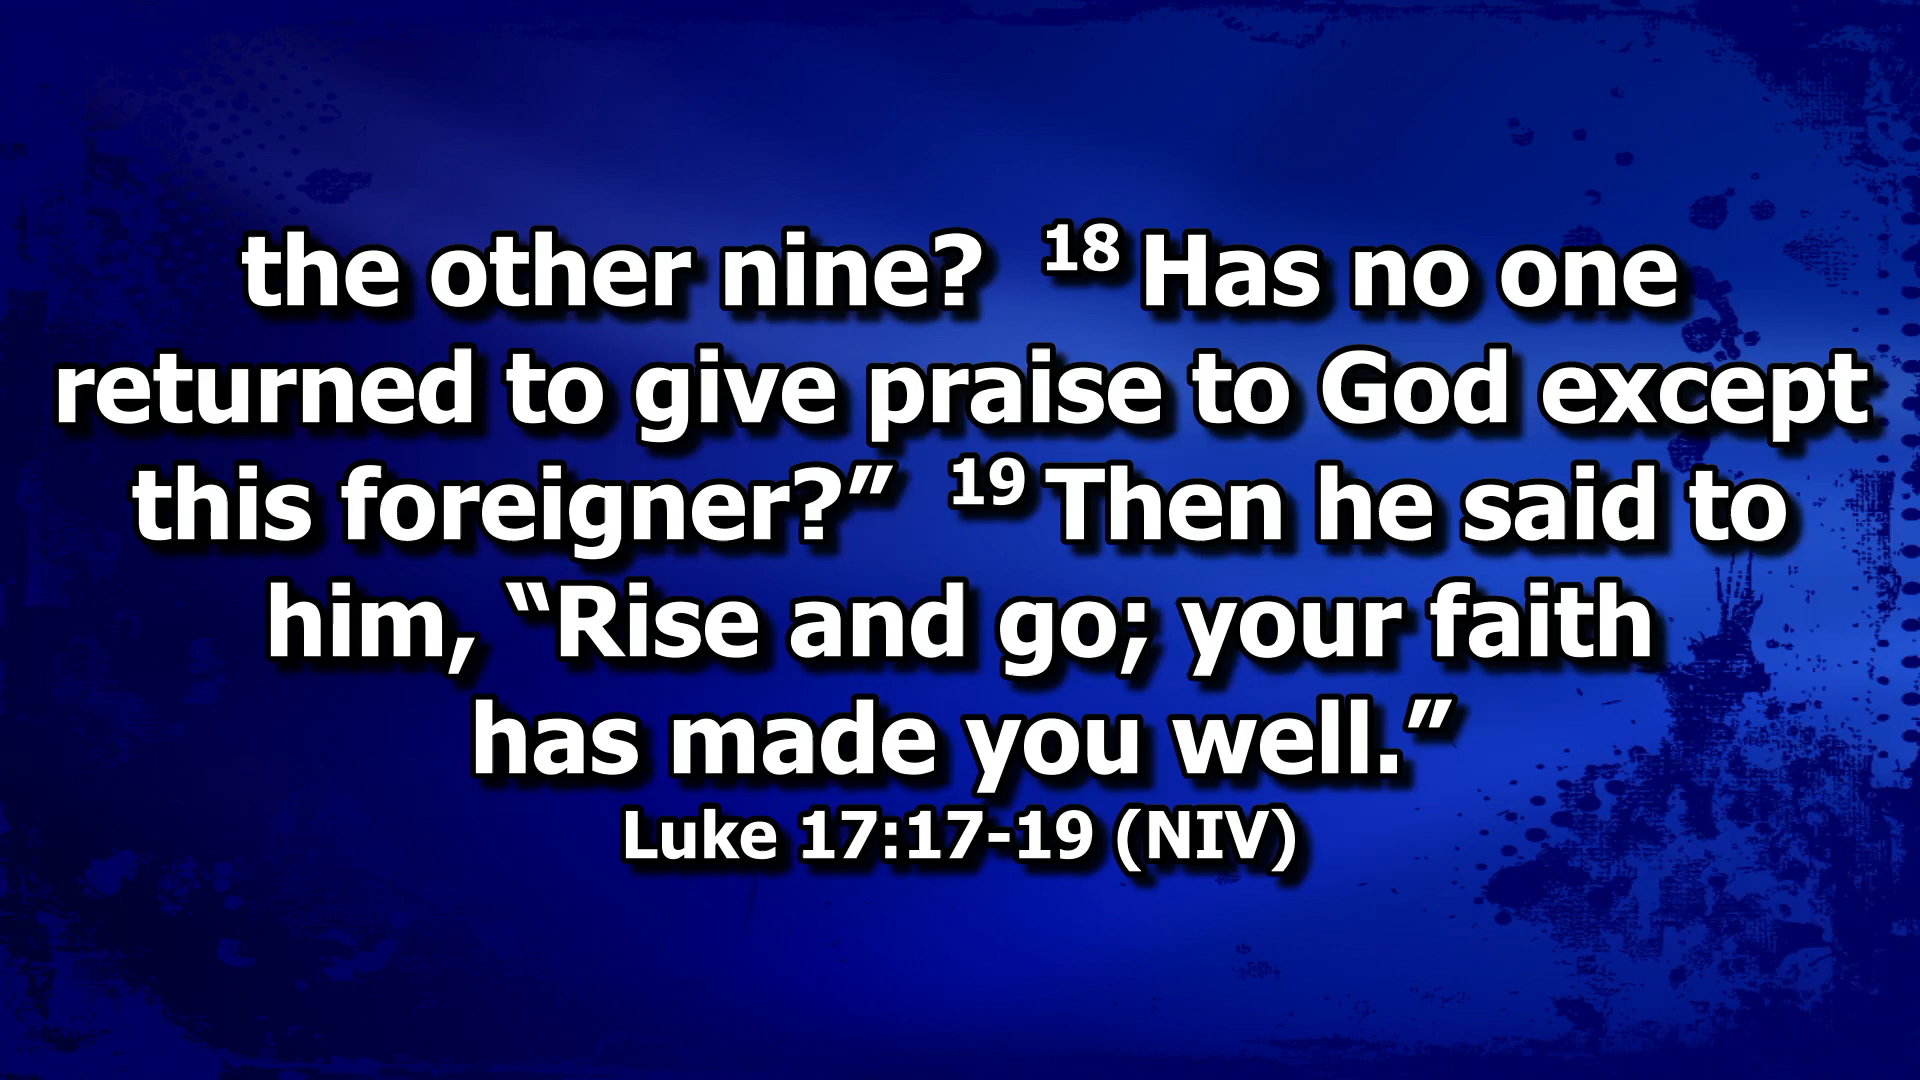 the other nine? 18 Has no one
returned to give praise to God except
this foreigner?” 19 Then he said to
him, “Rise and go; your faith
has made you well.”
Luke 17:17-19 (NIV)